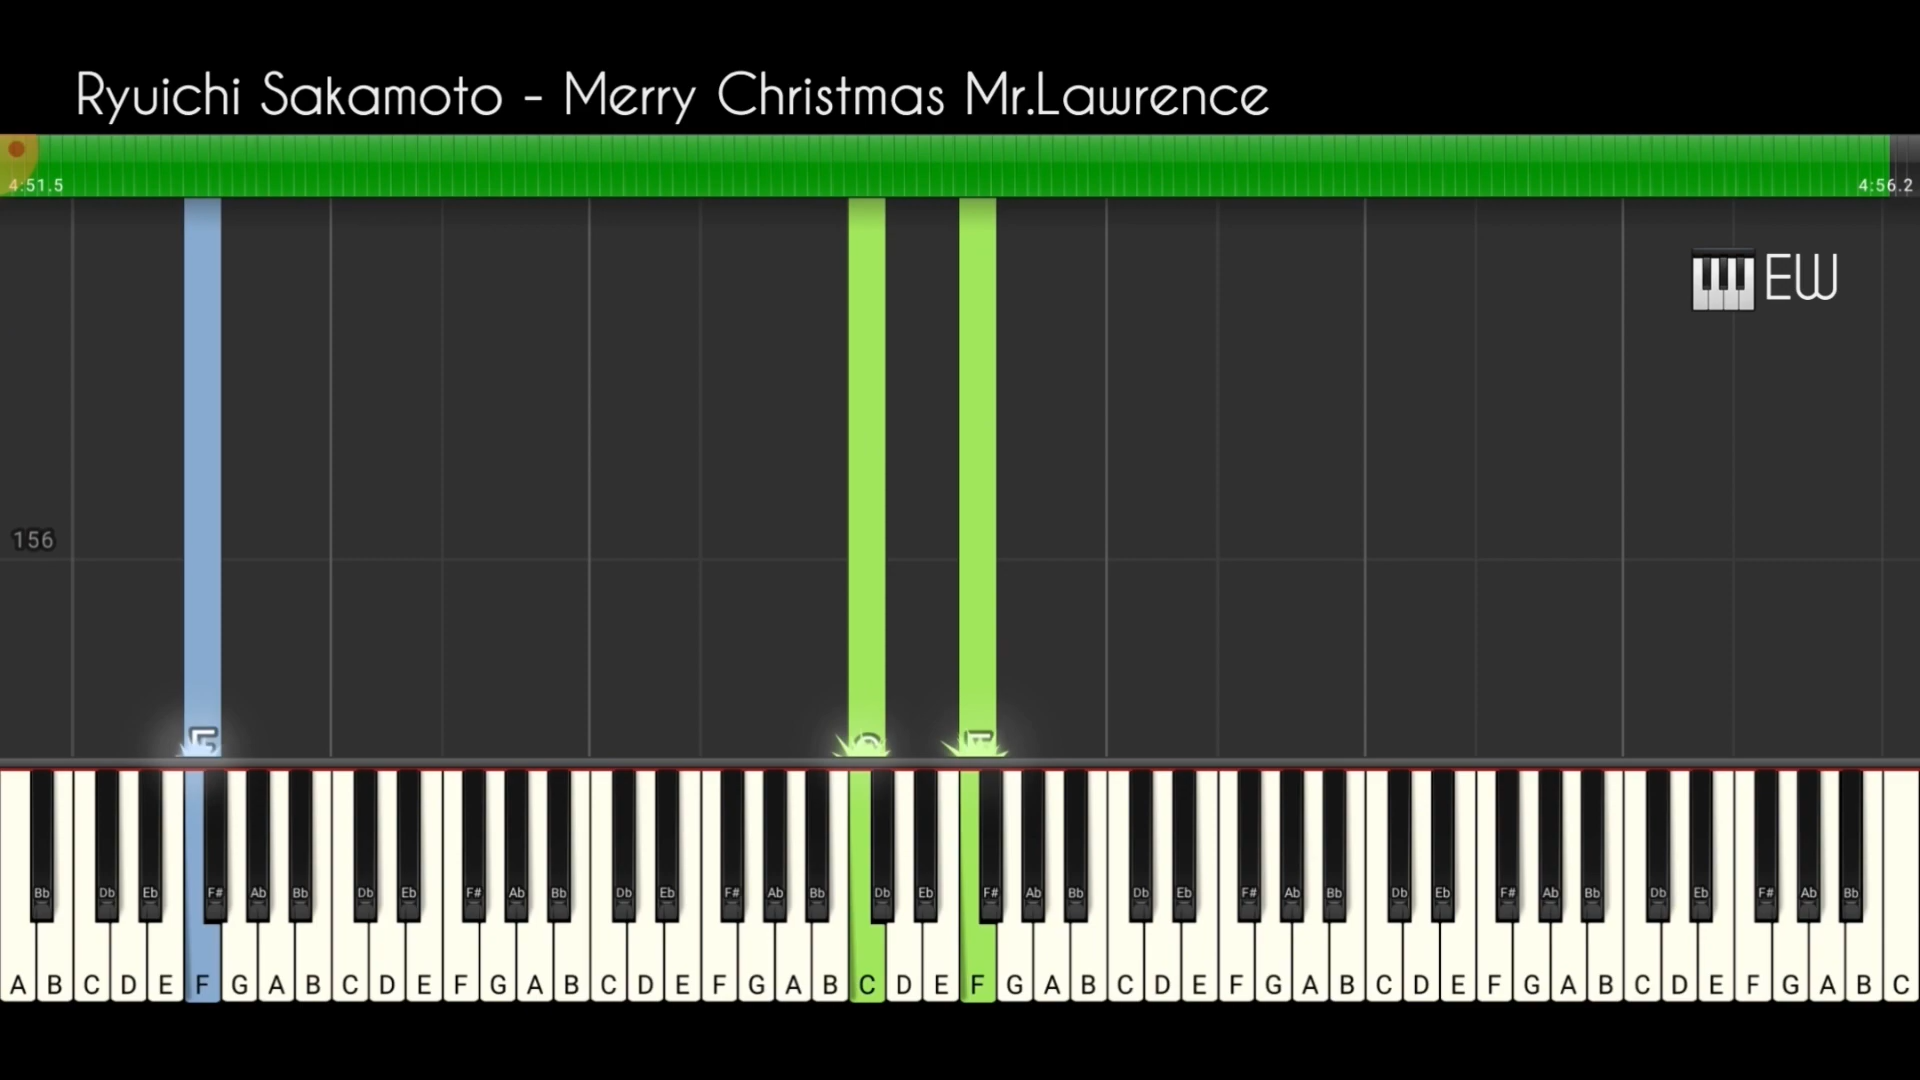 Ryuichi Sakamoto - Merry Christmas Mr.Lawrence
4:51.5 4:56.2
EW
156
F C F
Bb Db Eb F# Ab Bb Db Eb F# Ab Bb Db Eb F# Ab Bb Db Eb F# Ab Bb Db Eb F# Ab Bb Db Eb F# Ab Bb Db Eb F# Ab Bb
A B C D E F G A B C D E F G A B C D E F G A B C D E F G A B C D E F G A B C D E F G A B C D E F G A B C